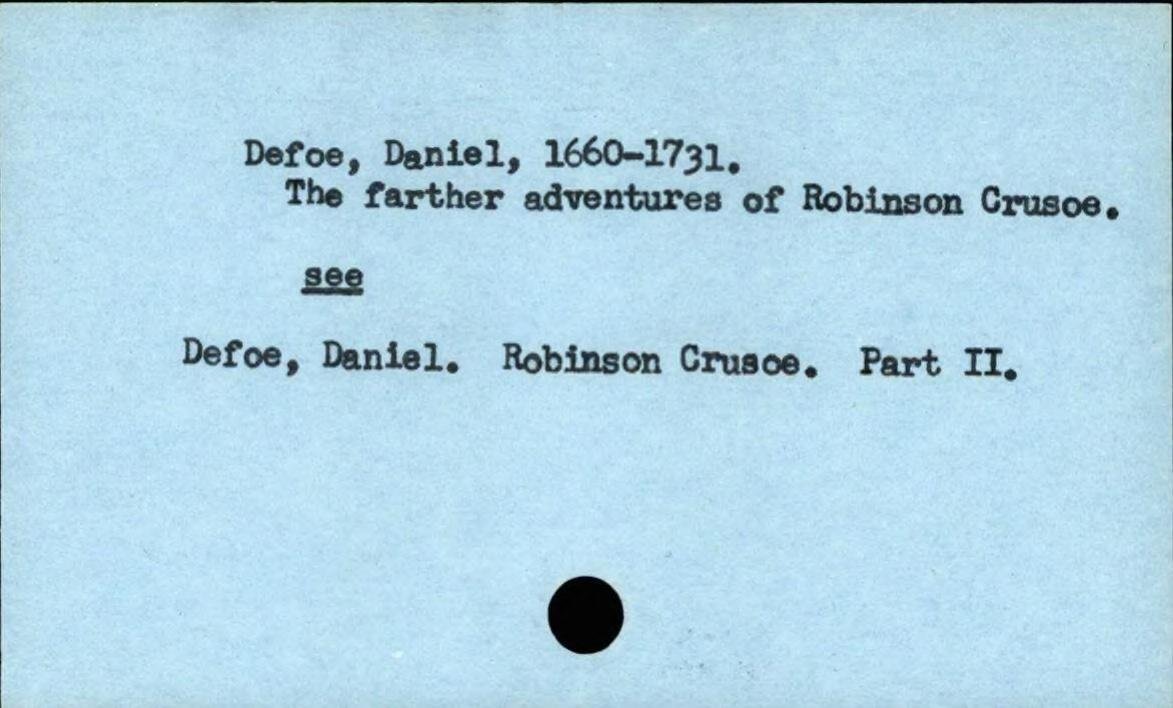 Defoe, Daniel, 1660-1731.
The farther adventures of Robinson Crusoe.
see
Defoe, Daniel. Robinson Crusoe. Part II.